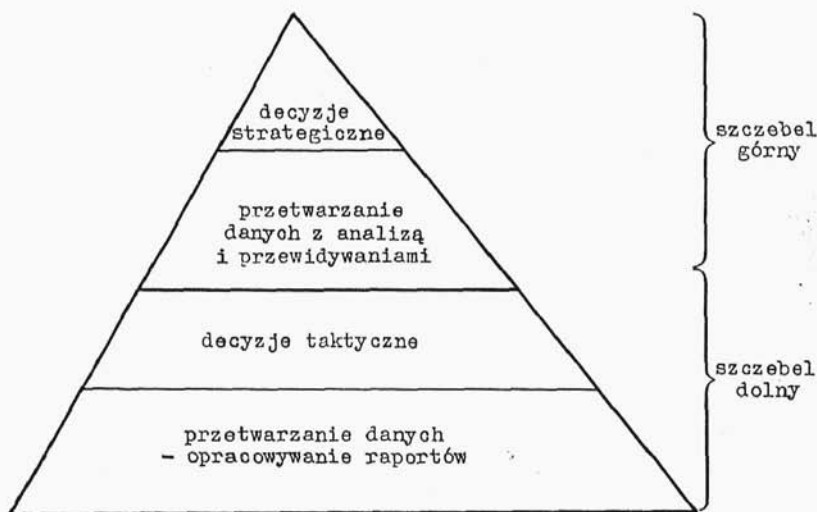 decyzje
strategiczne
szczebel
górny
przetwarzanie
danych z analizą
i przewidywaniami
decyzje taktyczne
szczebel
dolny
przetwarzanie danych
- opracowywanie raportów